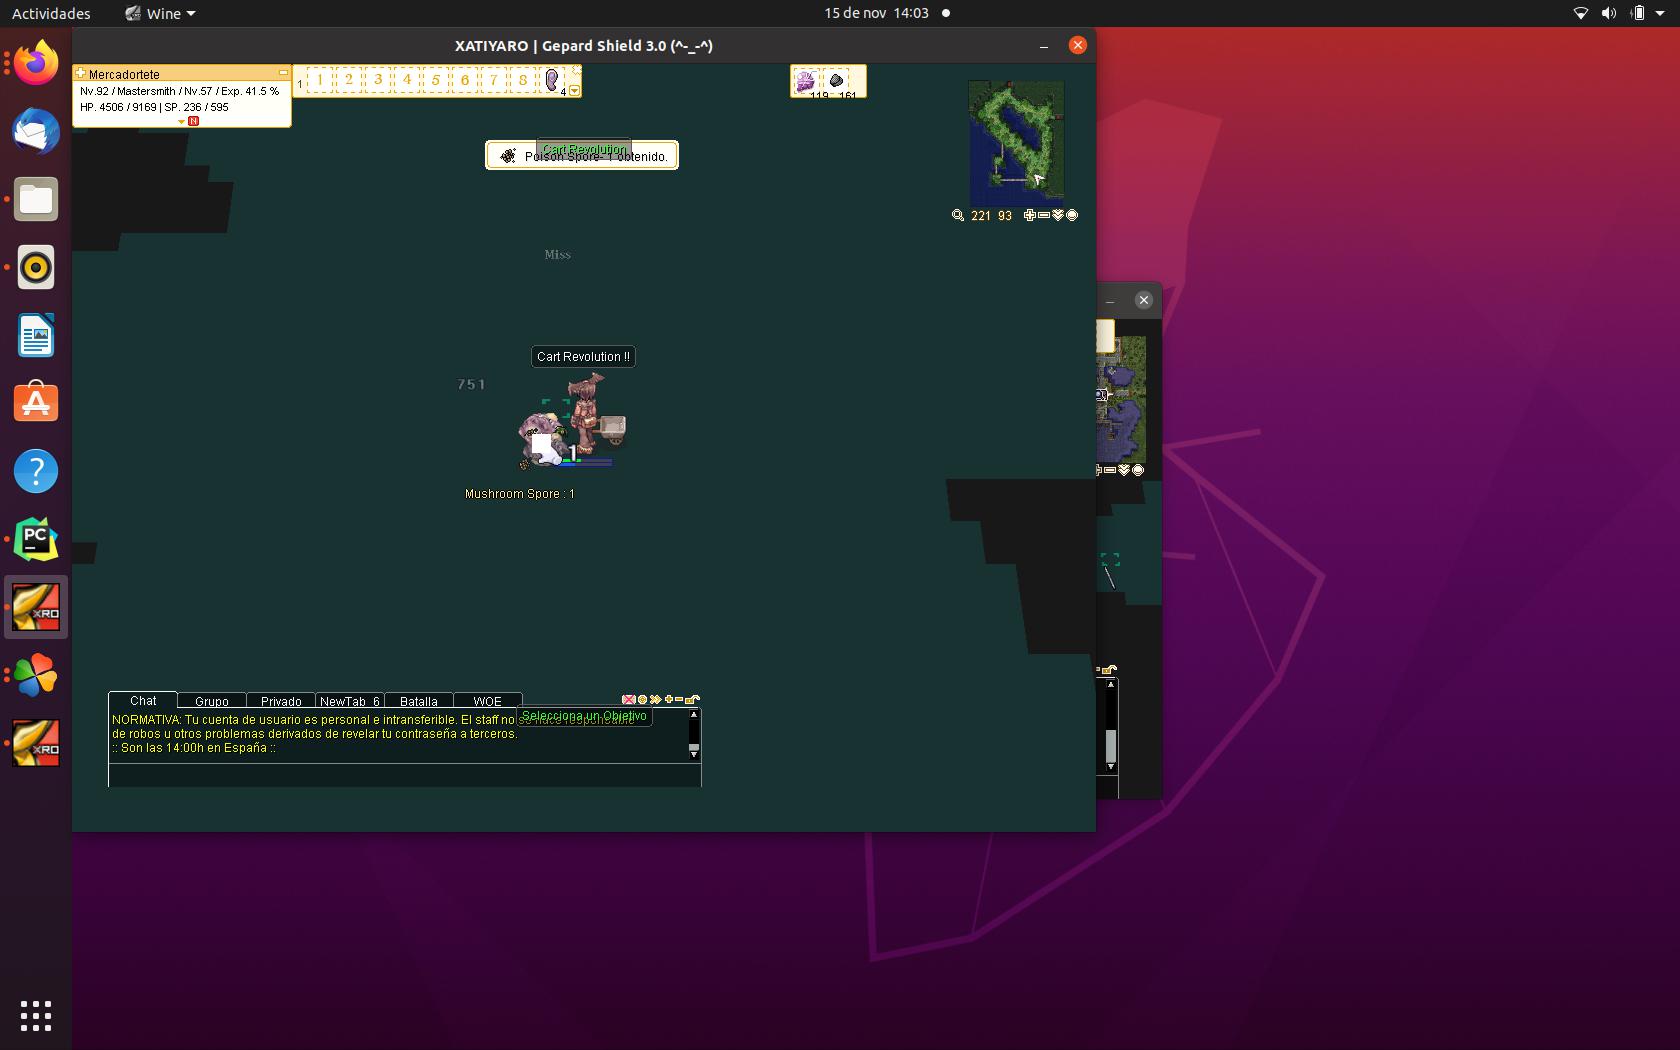 Actividades
Wine
15 de nov 14:03
XATIYARO | Gepard Shield 3.0 (^-_-^)
Mercadortete
Nv.92 / Mastersmith / Nv.57 / Exp. 41.5 %
HP. 4506 / 9169 | SP. 236 / 595
N
1 1 2 3 4 5 6 7 8 4
119 161
Cart Revolution
Poison Spore- 1 obtenido.
221 93
Miss
Cart Revolution !!
751
1
Mushroom Spore : 1
Chat Grupo Privado NewTab_6 Batalla WOE
NORMATIVA: Tu cuenta de usuario es personal e intransferible. El staff no se hace responsable
Selecciona un Objetivo
de robos u otros problemas derivados de revelar tu contraseña a terceros.
:: Son las 14:00h en España ::
PC
XRO
XRO